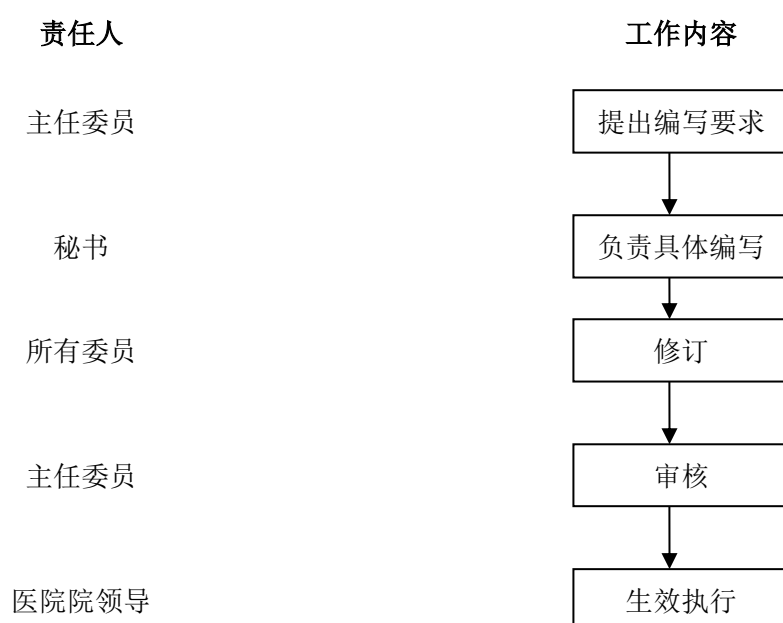 责任人 工作内容
主任委员 提出编写要求
秘书 负责具体编写
所有委员 修订
主任委员 审核
医院院领导 生效执行